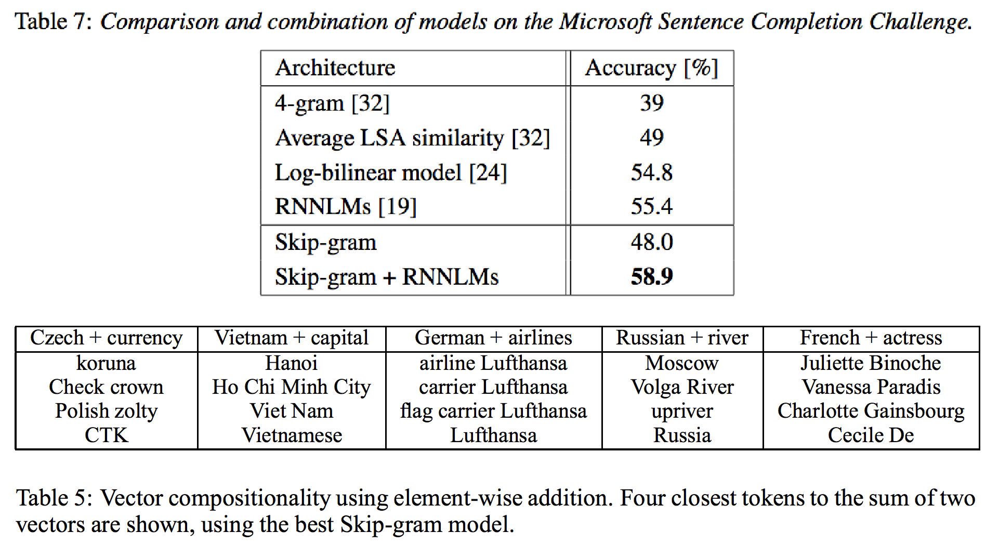 Table 7: Comparison and combination of models on the Microsoft Sentence Completion Challenge.
Architecture Accuracy [%]
4-gram [32] 39
Average LSA similarity [32] 49
Log-bilinear model [24] 54.8
RNNLMs [19] 55.4
Skip-gram 48.0
Skip-gram + RNNLMs 58.9
Czech + currency Vietnam + capital German + airlines Russian + river French + actress
koruna Hanoi airline Lufthansa Moscow Juliette Binoche
Check crown Ho Chi Minh City carrier Lufthansa Volga River Vanessa Paradis
Polish zolty Viet Nam flag carrier Lufthansa upriver Charlotte Gainsbourg
CTK Vietnamese Lufthansa Russia Cecile De
Table 5: Vector compositionality using element-wise addition. Four closest tokens to the sum of two
vectors are shown, using the best Skip-gram model.